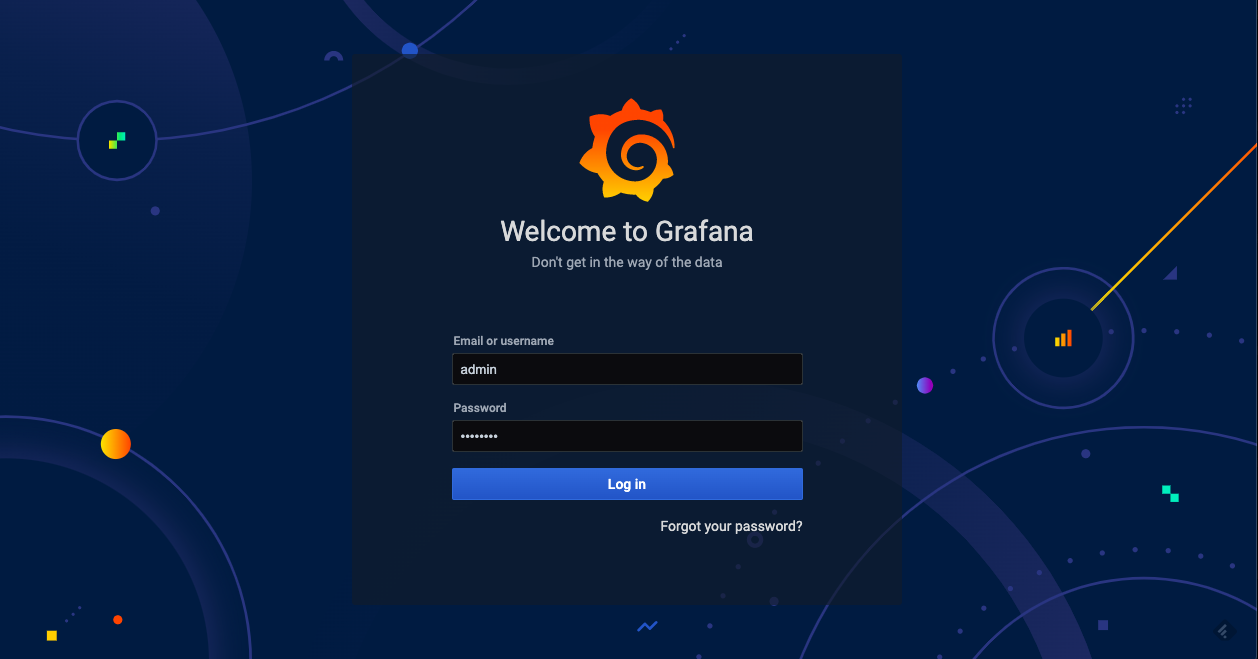 Welcome to Grafana
Don't get in the way of the data
Email or username
admin
Password
••••••••
Log in
Forgot your password?